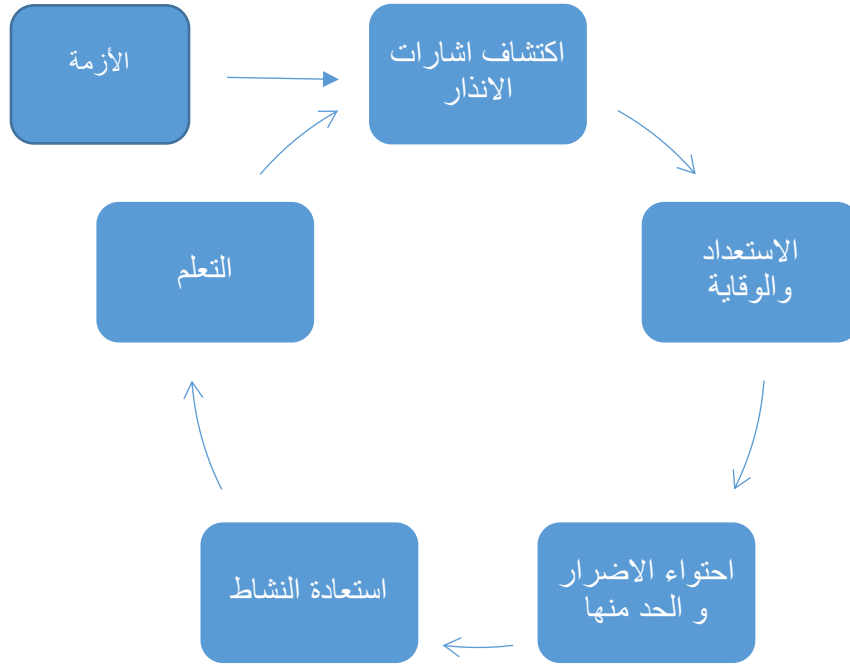 الأزمة
اكتشاف اشارات
الانذار
الاستعداد
والوقاية
احتواء الاضرار
و الحد منها
استعادة النشاط
التعلم